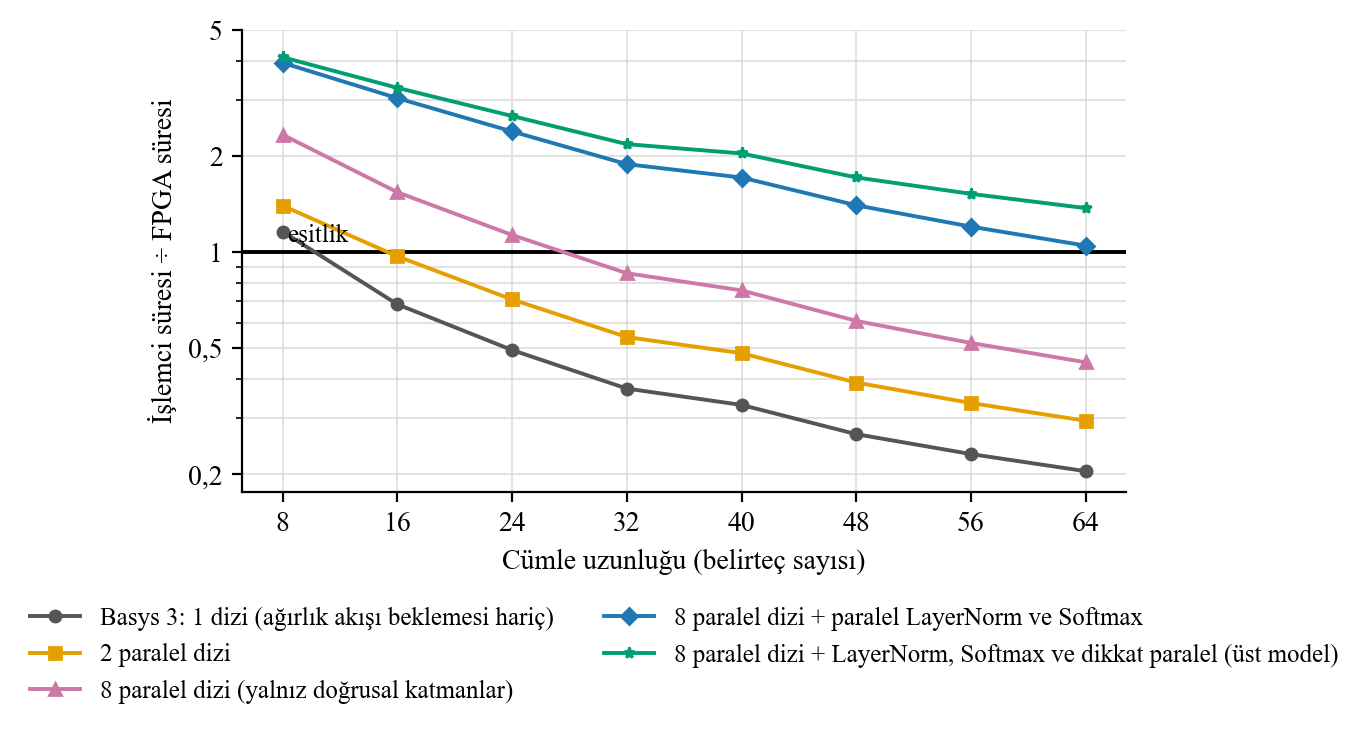 İşlemci süresi ÷ FPGA süresi
5
2
1
0,5
0,2
eşitlik
8 16 24 32 40 48 56 64
Cümle uzunluğu (belirteç sayısı)
Basys 3: 1 dizi (ağırlık akışı beklemesi hariç)
2 paralel dizi
8 paralel dizi (yalnız doğrusal katmanlar)
8 paralel dizi + paralel LayerNorm ve Softmax
8 paralel dizi + LayerNorm, Softmax ve dikkat paralel (üst model)